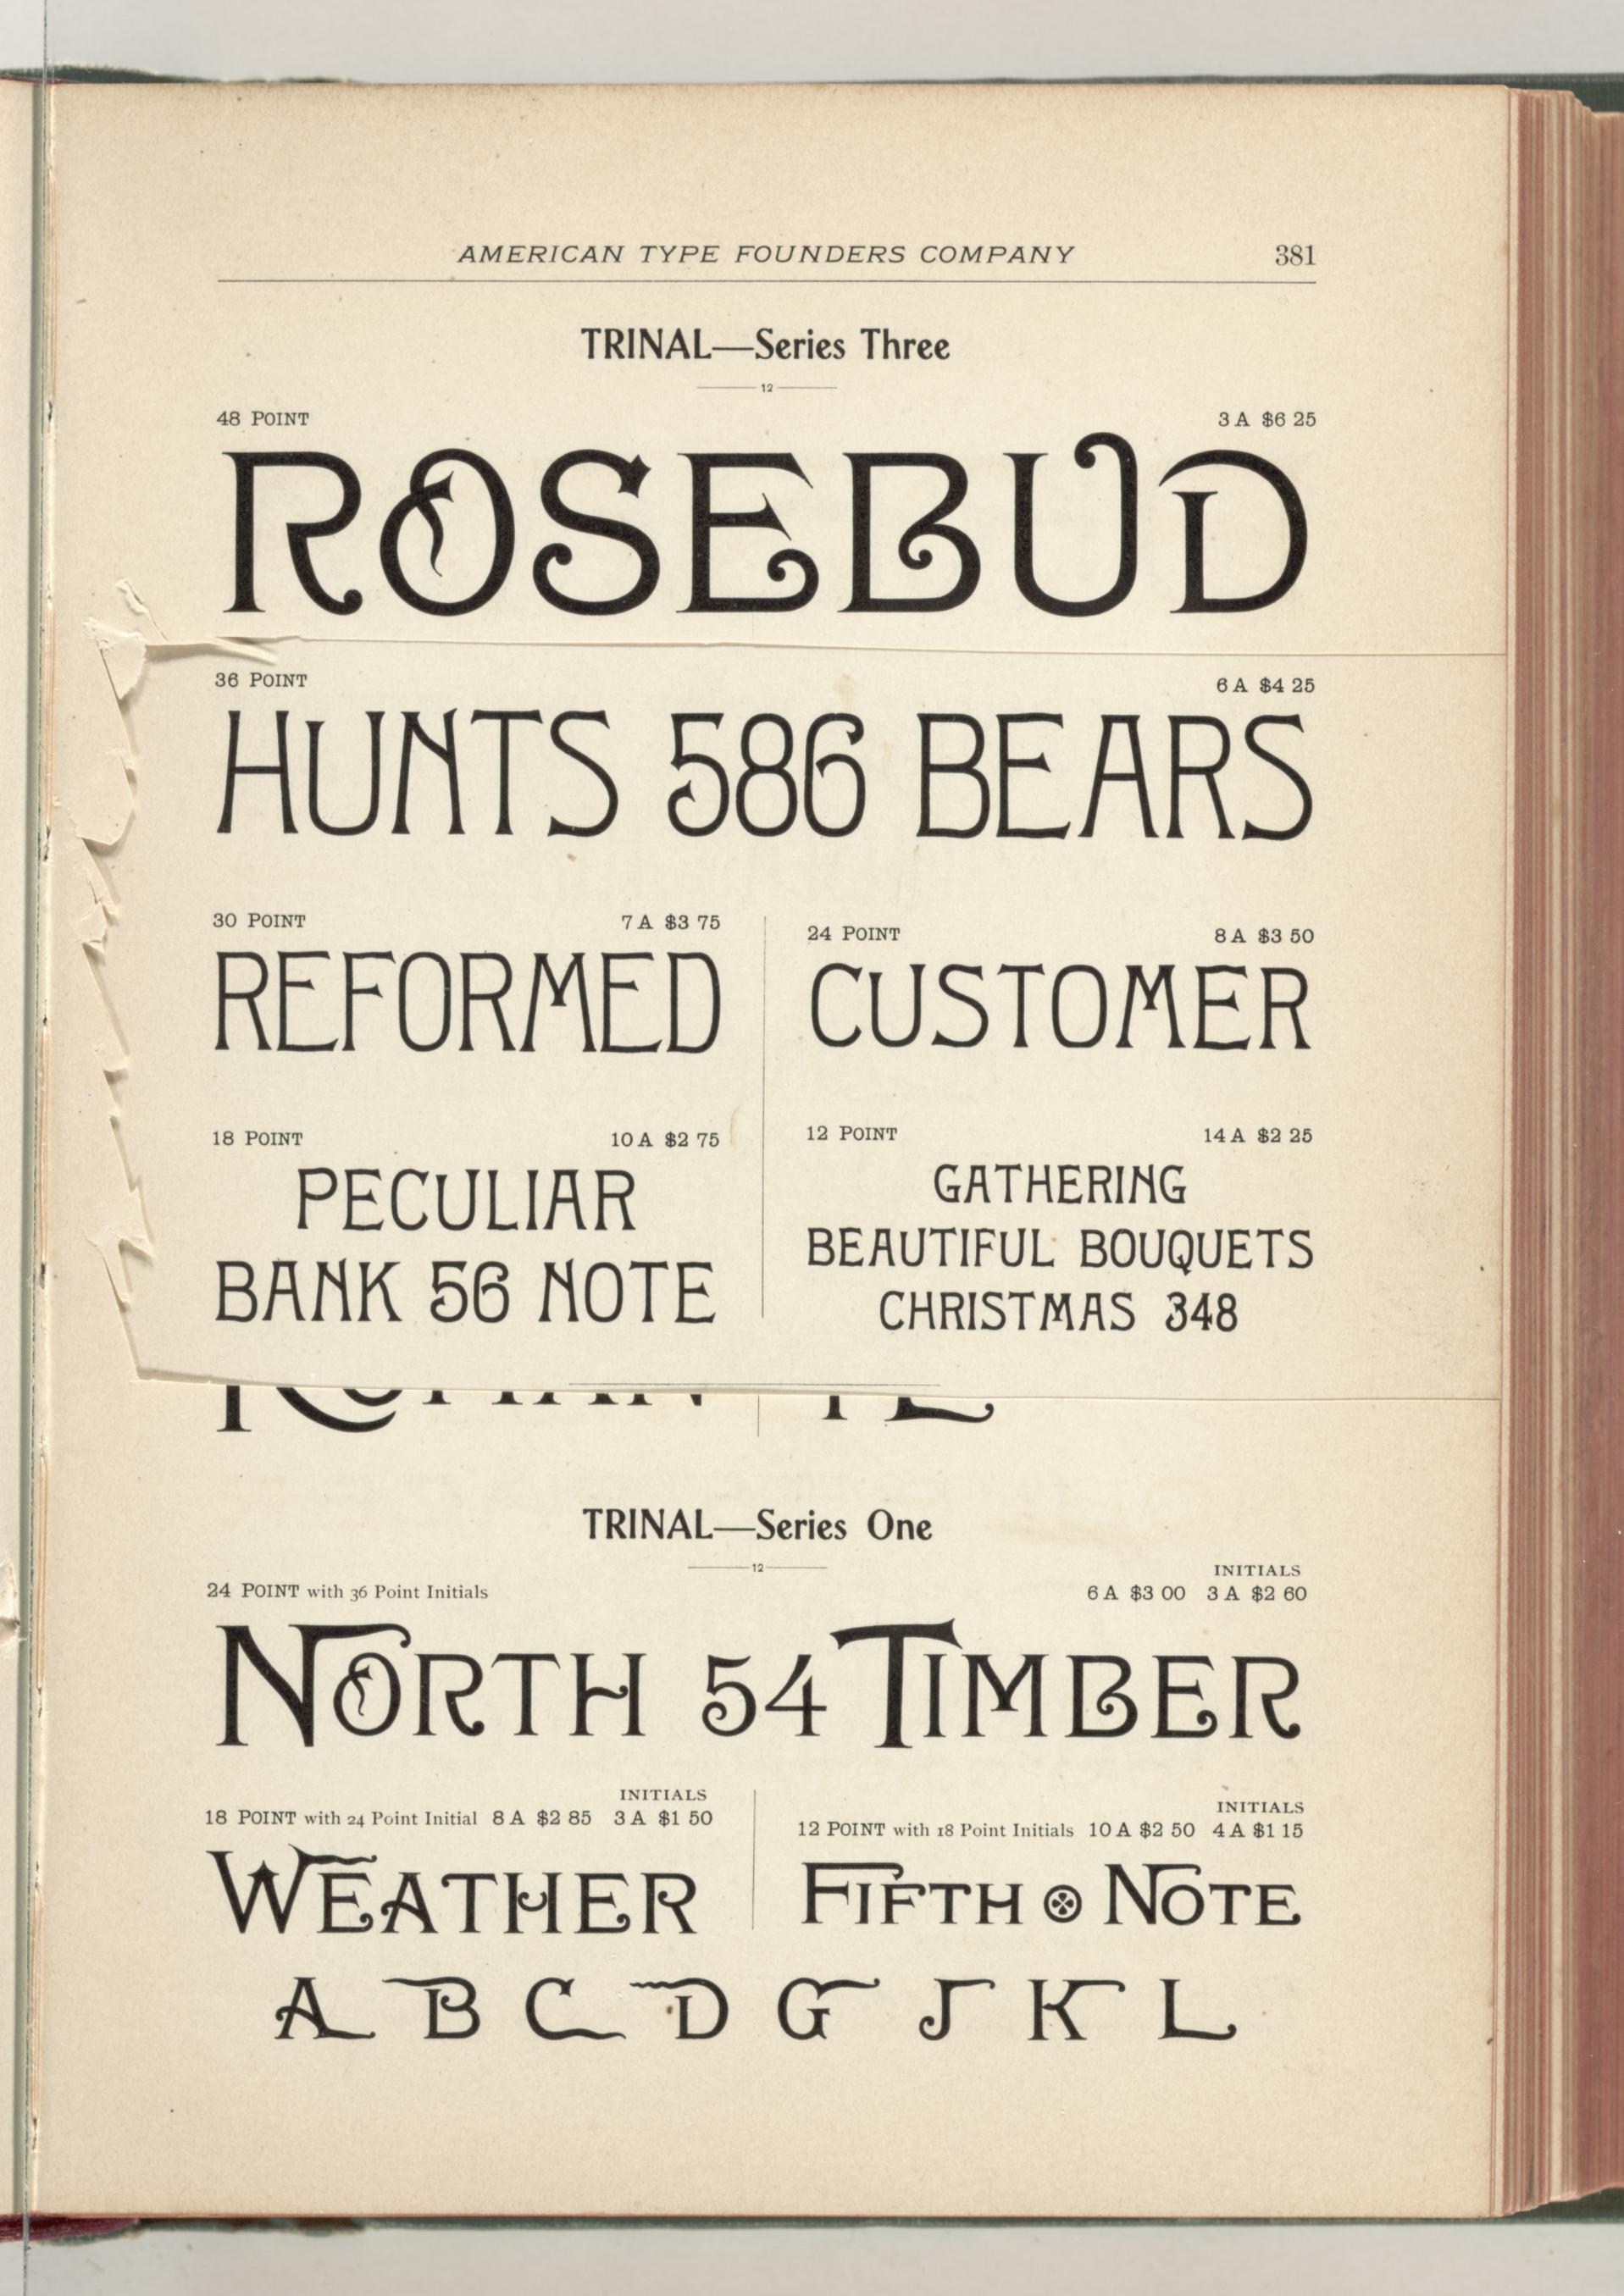 AMERICAN TYPE FOUNDERS COMPANY 381
TRINAL—Series Three
12
48 POINT 3 A $6 25
ROSEBUD
36 POINT 6 A $4 25
HUNTS 586 BEARS
30 POINT 7 A $3 75
REFORMED
24 POINT 8 A $3 50
CUSTOMER
18 POINT 10 A $2 75
PECULIAR
BANK 56 NOTE
12 POINT 14 A $2 25
GATHERING
BEAUTIFUL BOUQUETS
CHRISTMAS 348
TRINAL—Series One
12
INITIALS
24 POINT with 36 Point Initials 6 A $3 00 3 A $2 60
NORTH 54 TIMBER
INITIALS
18 POINT with 24 Point Initial 8 A $2 85 3 A $1 50
WEATHER
INITIALS
12 POINT with 18 Point Initials 10 A $2 50 4 A $1 15
FIFTH NOTE
A B C D G J K L